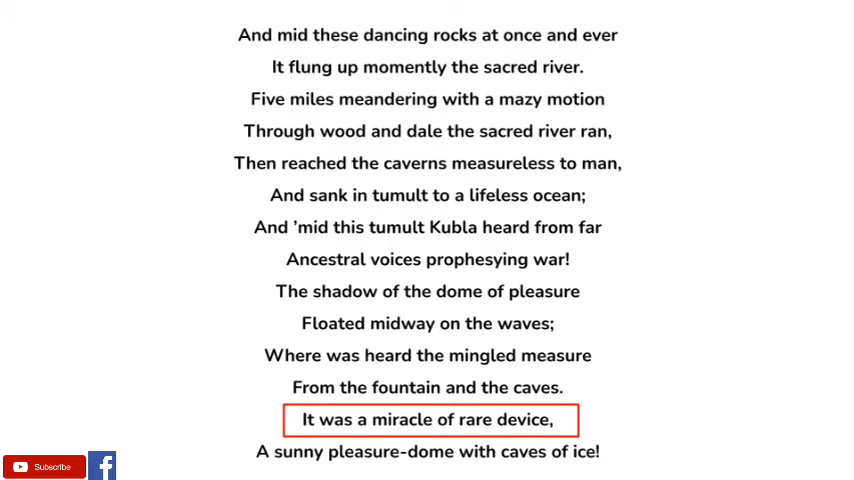 And mid these dancing rocks at once and ever
It flung up momently the sacred river.
Five miles meandering with a mazy motion
Through wood and dale the sacred river ran,
Then reached the caverns measureless to man,
And sank in tumult to a lifeless ocean;
And ’mid this tumult Kubla heard from far
Ancestral voices prophesying war!
The shadow of the dome of pleasure
Floated midway on the waves;
Where was heard the mingled measure
From the fountain and the caves.
It was a miracle of rare device,
A sunny pleasure-dome with caves of ice!
Subscribe